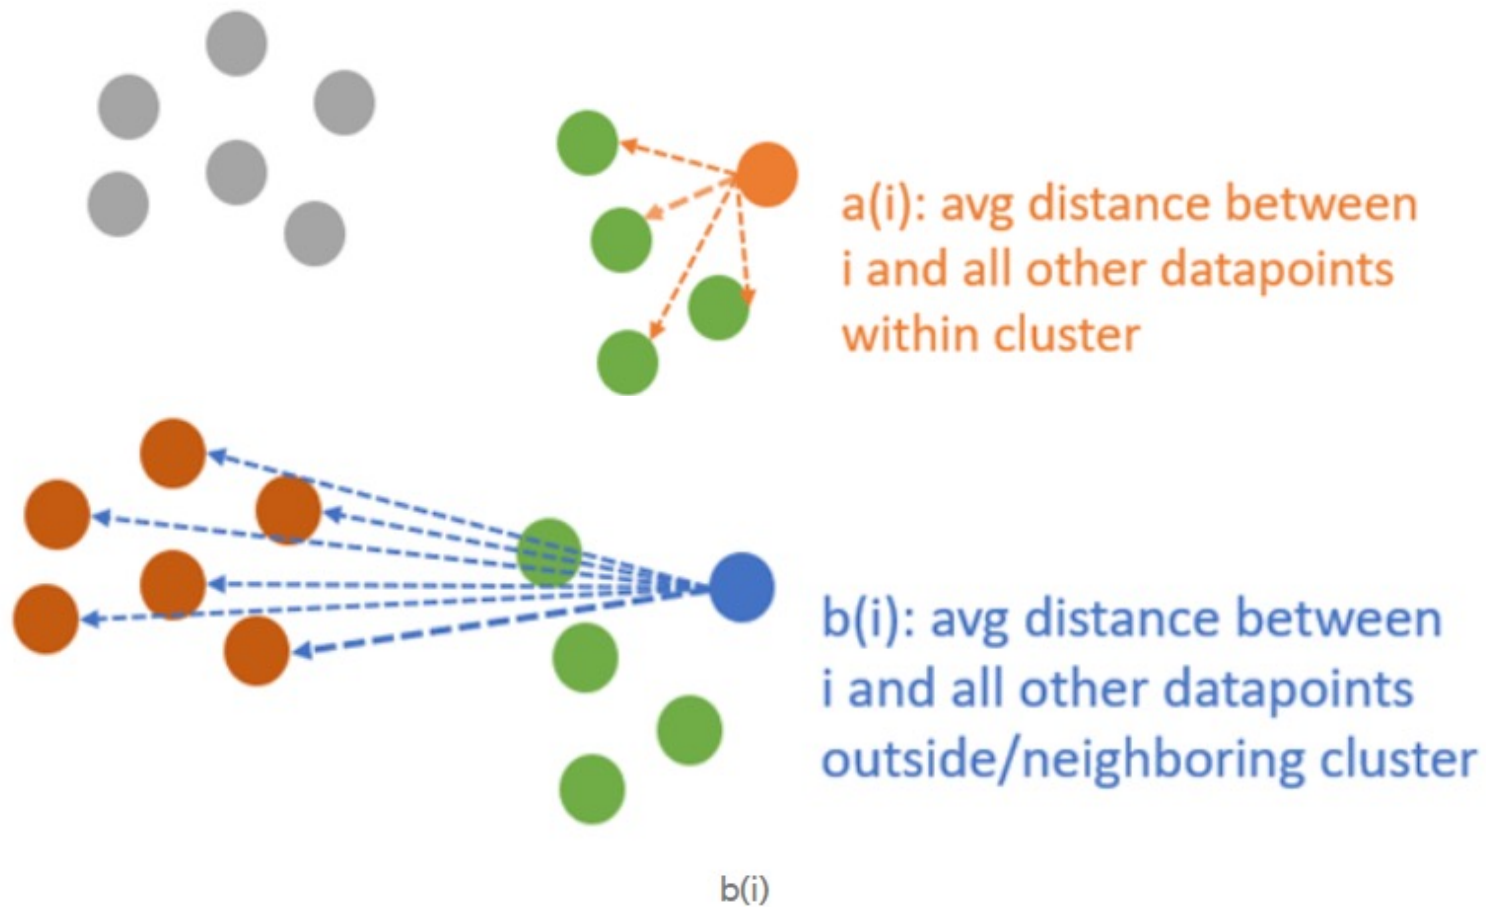 a(i): avg distance between
i and all other datapoints
within cluster
b(i): avg distance between
i and all other datapoints
outside/neighboring cluster
b(i)